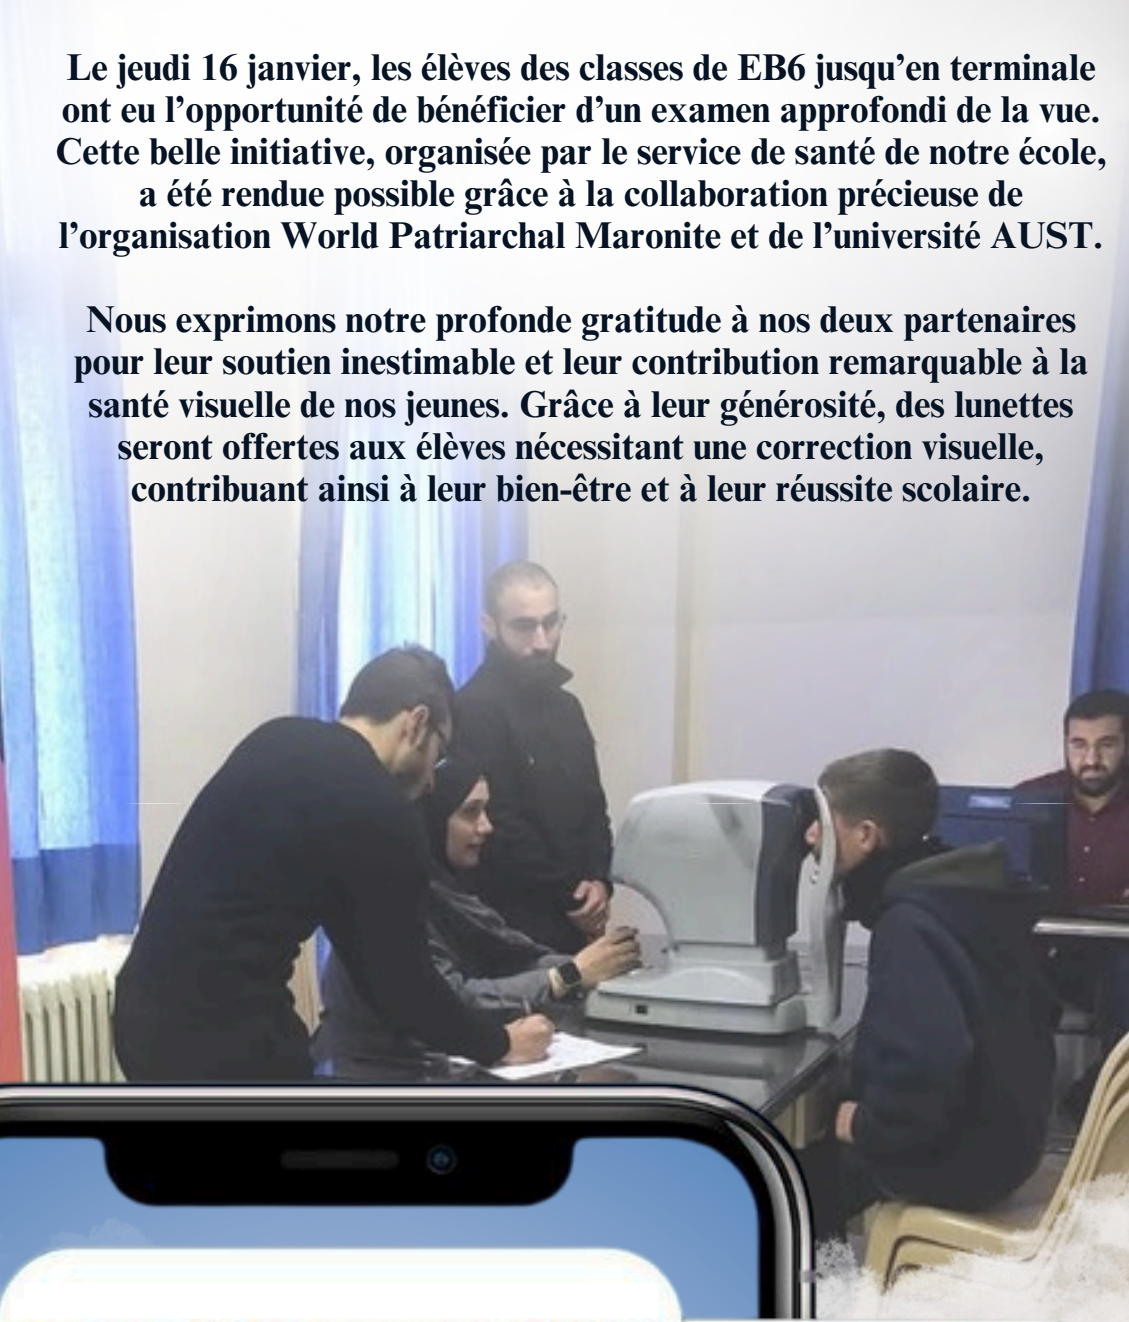 Le jeudi 16 janvier, les élèves des classes de EB6 jusqu’en terminale
ont eu l’opportunité de bénéficier d’un examen approfondi de la vue.
Cette belle initiative, organisée par le service de santé de notre école,
a été rendue possible grâce à la collaboration précieuse de
l’organisation World Patriarchal Maronite et de l’université AUST.
Nous exprimons notre profonde gratitude à nos deux partenaires
pour leur soutien inestimable et leur contribution remarquable à la
santé visuelle de nos jeunes. Grâce à leur générosité, des lunettes
seront offertes aux élèves nécessitant une correction visuelle,
contribuant ainsi à leur bien-être et à leur réussite scolaire.